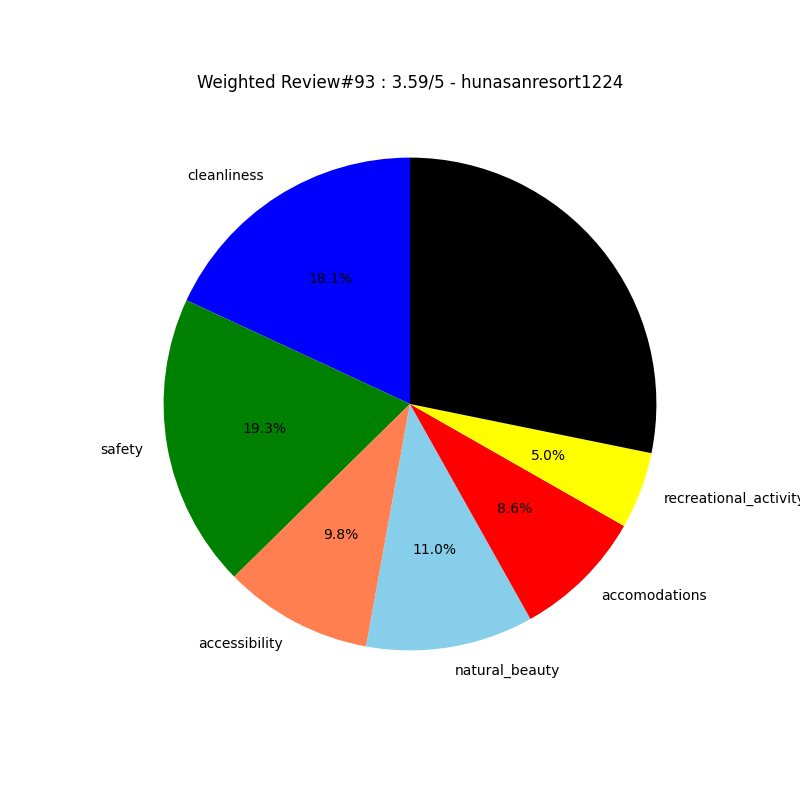 Weighted Review#93 : 3.59/5 - hunasanresort1224
cleanliness
18.1%
safety
19.3%
accessibility
9.8%
natural_beauty
11.0%
accomodations
8.6%
recreational_activity
5.0%